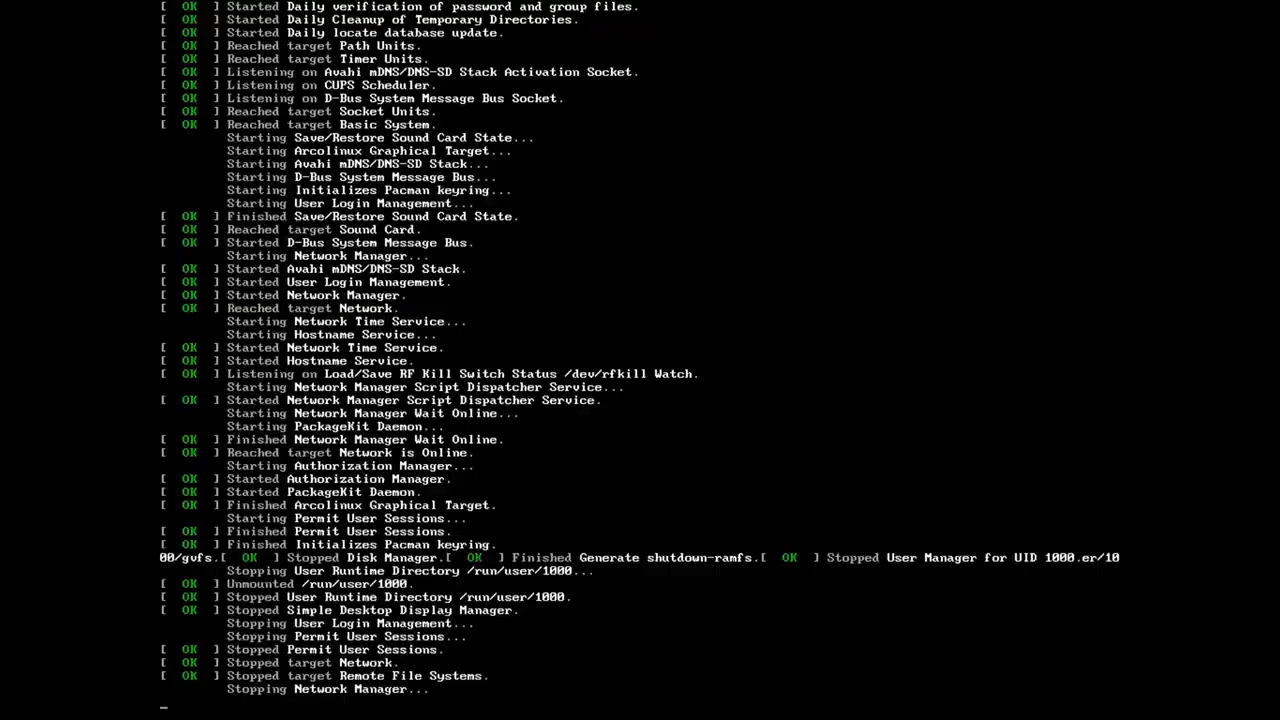 [  OK  ] Started Daily verification of password and group files.
[  OK  ] Started Daily Cleanup of Temporary Directories.
[  OK  ] Started Daily locate database update.
[  OK  ] Reached target Path Units.
[  OK  ] Reached target Timer Units.
[  OK  ] Listening on Avahi mDNS/DNS-SD Stack Activation Socket.
[  OK  ] Listening on CUPS Scheduler.
[  OK  ] Listening on D-Bus System Message Bus Socket.
[  OK  ] Reached target Socket Units.
[  OK  ] Reached target Basic System.
Starting Save/Restore Sound Card State...
Starting Arcolinux Graphical Target...
Starting Avahi mDNS/DNS-SD Stack...
Starting D-Bus System Message Bus...
Starting Initializes Pacman keyring...
Starting User Login Management...
[  OK  ] Finished Save/Restore Sound Card State.
[  OK  ] Reached target Sound Card.
[  OK  ] Started D-Bus System Message Bus.
Starting Network Manager...
[  OK  ] Started Avahi mDNS/DNS-SD Stack.
[  OK  ] Started User Login Management.
[  OK  ] Started Network Manager.
[  OK  ] Reached target Network.
Starting Network Time Service...
Starting Hostname Service...
[  OK  ] Started Network Time Service.
[  OK  ] Started Hostname Service.
[  OK  ] Listening on Load/Save RF Kill Switch Status /dev/rfkill Watch.
Starting Network Manager Script Dispatcher Service...
[  OK  ] Started Network Manager Script Dispatcher Service.
Starting Network Manager Wait Online...
Starting PackageKit Daemon...
[  OK  ] Finished Network Manager Wait Online.
[  OK  ] Reached target Network is Online.
Starting Authorization Manager...
[  OK  ] Started Authorization Manager.
[  OK  ] Started PackageKit Daemon.
[  OK  ] Finished Arcolinux Graphical Target.
Starting Permit User Sessions...
[  OK  ] Finished Permit User Sessions.
[  OK  ] Finished Initializes Pacman keyring.
00/gvfs.[  OK  ] Stopped Disk Manager.[  OK  ] Finished Generate shutdown-ramfs.[  OK  ] Stopped User Manager for UID 1000.er/10
Stopping User Runtime Directory /run/user/1000...
[  OK  ] Unmounted /run/user/1000.
[  OK  ] Stopped User Runtime Directory /run/user/1000.
[  OK  ] Stopped Simple Desktop Display Manager.
Stopping User Login Management...
Stopping Permit User Sessions...
[  OK  ] Stopped Permit User Sessions.
[  OK  ] Stopped target Network.
[  OK  ] Stopped target Remote File Systems.
Stopping Network Manager...
_